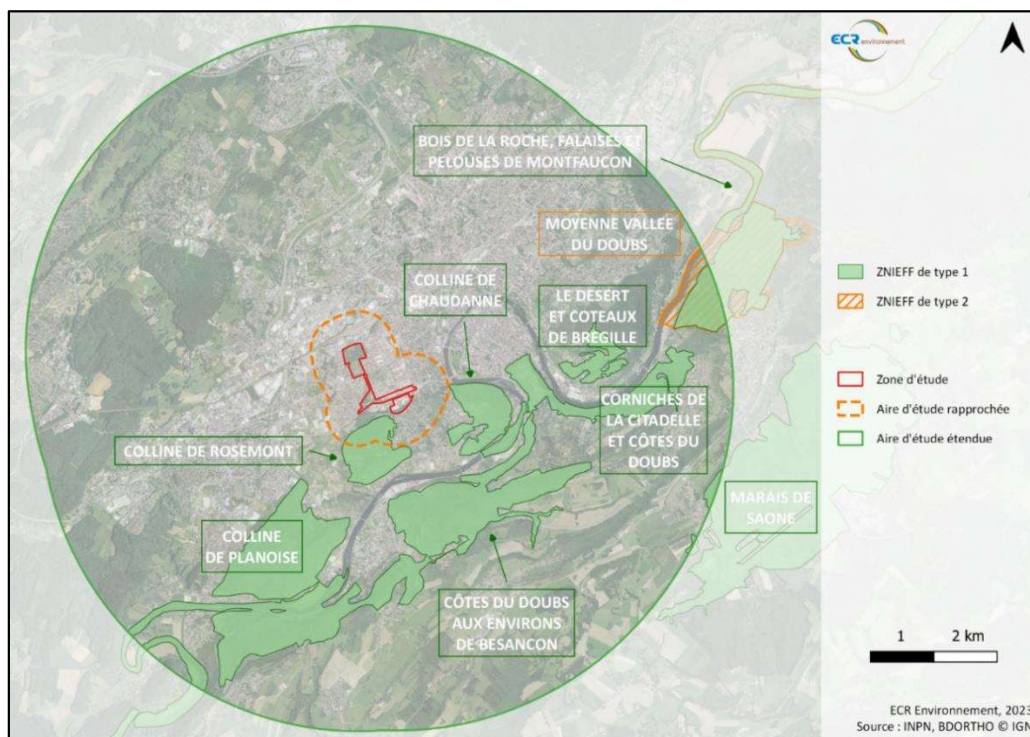 ECR environnement
BOIS DE LA ROCHE, FALAISES ET
PELOUSES DE MONTFAUCON
MOYENNE VALLEE
DU DOUBS
COLLINE DE
CHAUDANNE
LE DESERT
ET COTEAUX
DE BREGILLE
CORNICHES DE
LA CITADELLE
ET CÔTES DU
DOUBS
COLLINE DE ROSEMONT
MARAIS DE
SAONE
COLLINE
DE PLANOISE
CÔTES DU DOUBS
AUX ENVIRONS
DE BESANCON
ZNIEFF de type 1
ZNIEFF de type 2
Zone d'étude
Aire d'étude rapprochée
Aire d'étude étendue
1 2 km
ECR Environnement, 2023
Source : INPN, BDORTHO © IGN